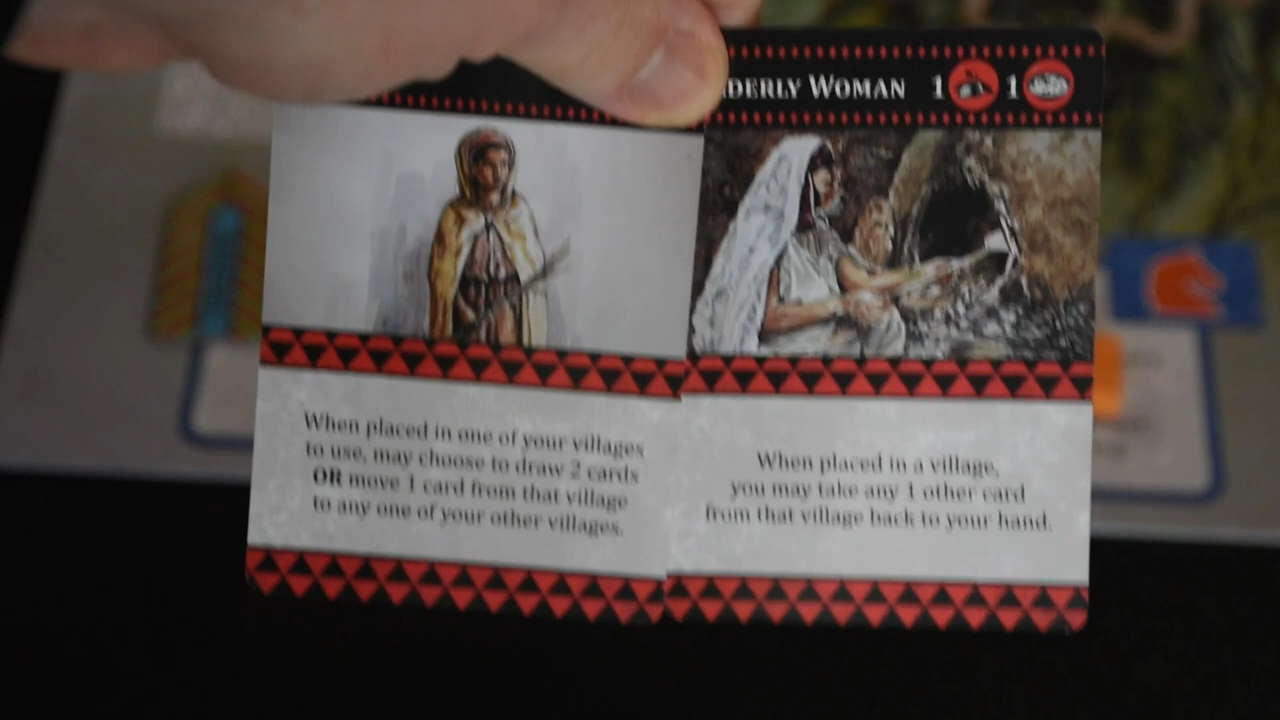 DERLY WOMAN 1 1
When placed in one of your villages
to use, may choose to draw 2 cards
OR move 1 card from that village
to any one of your other villages.
When placed in a village,
you may take any 1 other card
from that village back to your hand.